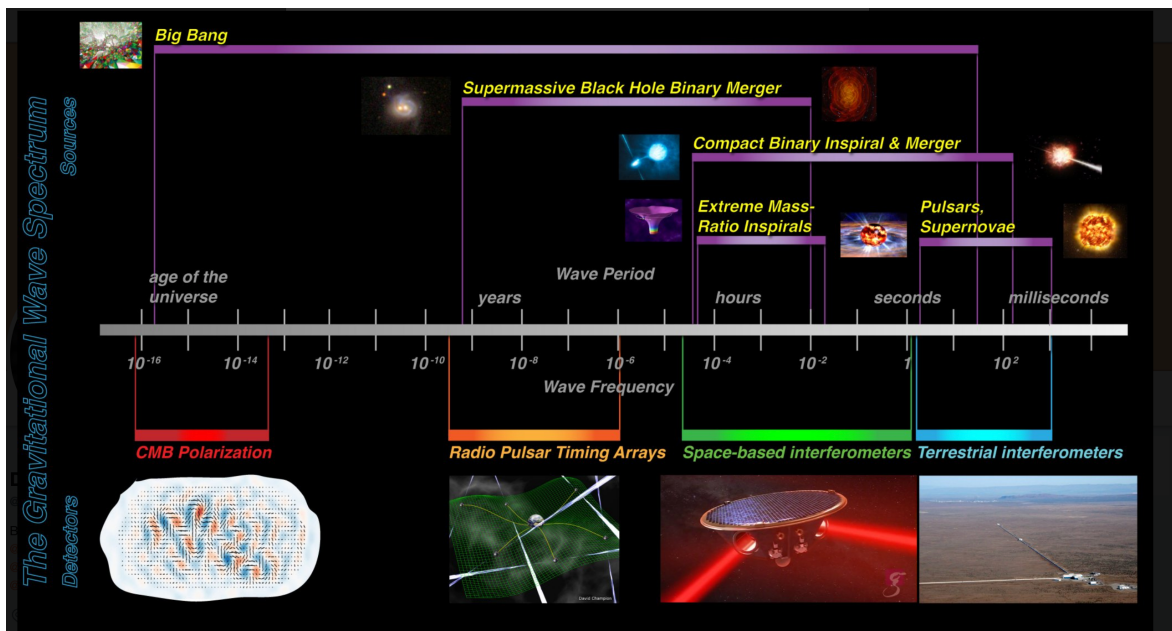 The Gravitational Wave Spectrum
Sources
Big Bang
Supermassive Black Hole Binary Merger
Compact Binary Inspiral & Merger
Extreme Mass-
Ratio Inspirals
Pulsars,
Supernovae
age of the
universe
Wave Period
years
hours
seconds
milliseconds
10⁻¹⁶
10⁻¹⁴
10⁻¹²
10⁻¹⁰
10⁻⁸
10⁻⁶
10⁻⁴
10⁻²
1
10²
Wave Frequency
CMB Polarization
Radio Pulsar Timing Arrays
Space-based interferometers
Terrestrial interferometers
Detectors
David Champion